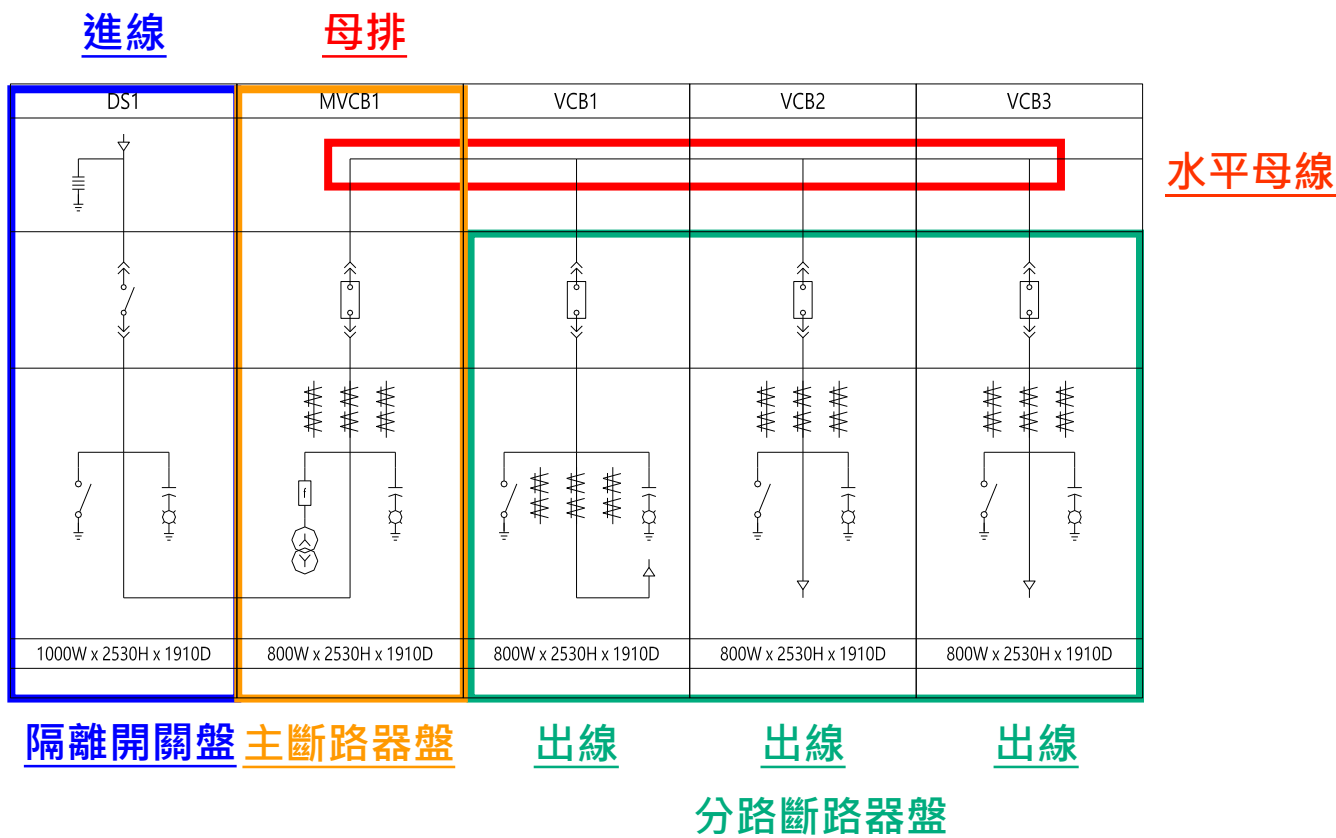 進線 母排
DS1 MVCB1 VCB1 VCB2 VCB3
水平母線
f
1000W x 2530H x 1910D 800W x 2530H x 1910D 800W x 2530H x 1910D 800W x 2530H x 1910D 800W x 2530H x 1910D
隔離開關盤 主斷路器盤 出線 出線 出線
分路斷路器盤